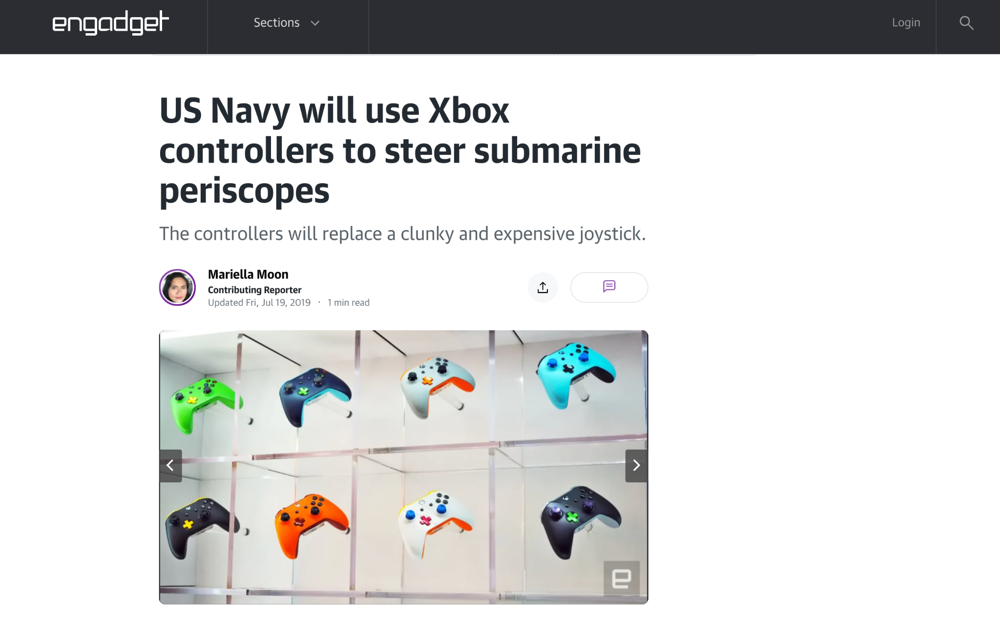 engadget
Sections
Login
US Navy will use Xbox
controllers to steer submarine
periscopes
The controllers will replace a clunky and expensive joystick.
Mariella Moon
Contributing Reporter
Updated Fri, Jul 19, 2019 · 1 min read
e